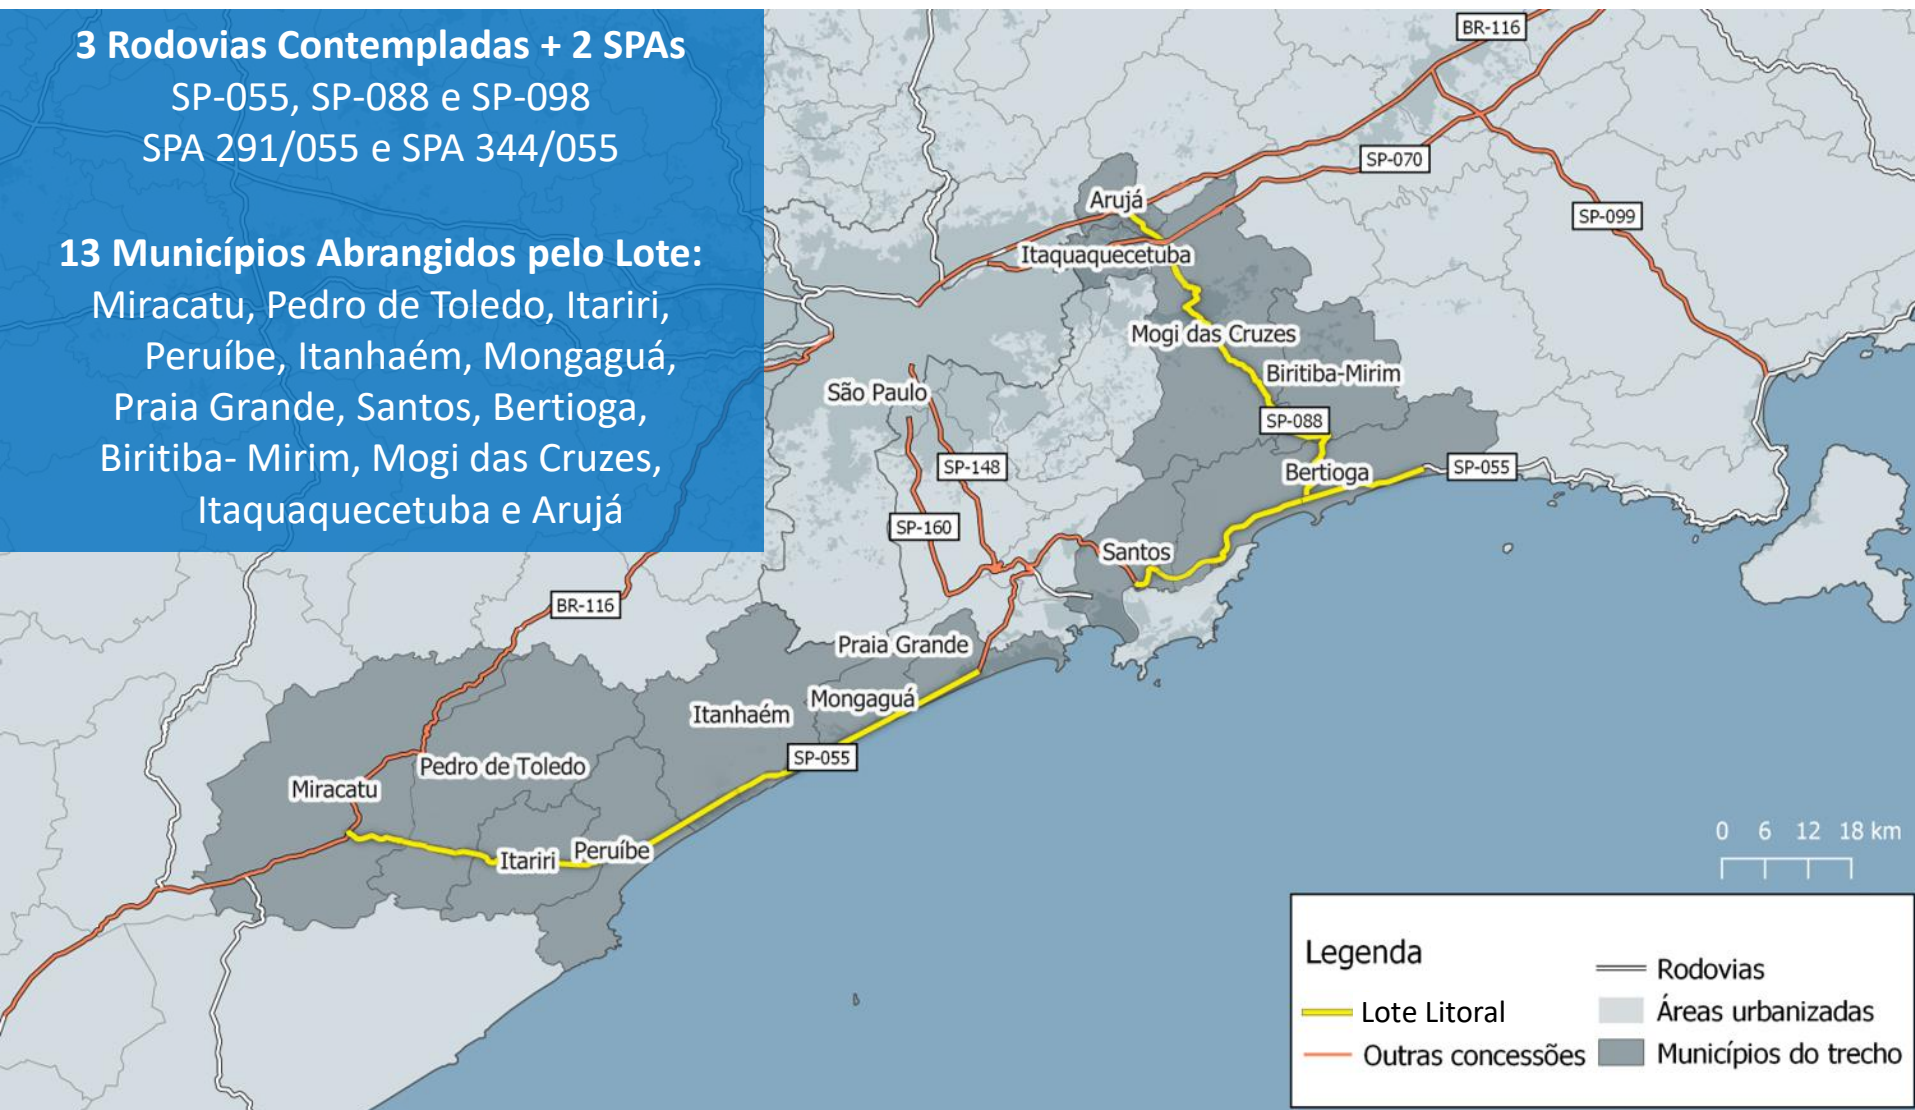 3 Rodovias Contempladas + 2 SPAs
SP-055, SP-088 e SP-098
SPA 291/055 e SPA 344/055
13 Municípios Abrangidos pelo Lote:
Miracatu, Pedro de Toledo, Itariri,
Peruíbe, Itanhaém, Mongaguá,
Praia Grande, Santos, Bertioga,
Biritiba- Mirim, Mogi das Cruzes,
Itaquaquecetuba e Arujá
BR-116
SP-070
Arujá
SP-099
Itaquaquecetuba
Mogi das Cruzes
Biritiba-Mirim
São Paulo
SP-088
SP-148
Bertioga
SP-055
SP-160
Santos
BR-116
Praia Grande
Mongaguá
Itanhaém
SP-055
Pedro de Toledo
Miracatu
Peruíbe
Itariri
0 6 12 18 km
Legenda
Lote Litoral
Outras concessões
Rodovias
Áreas urbanizadas
Municípios do trecho